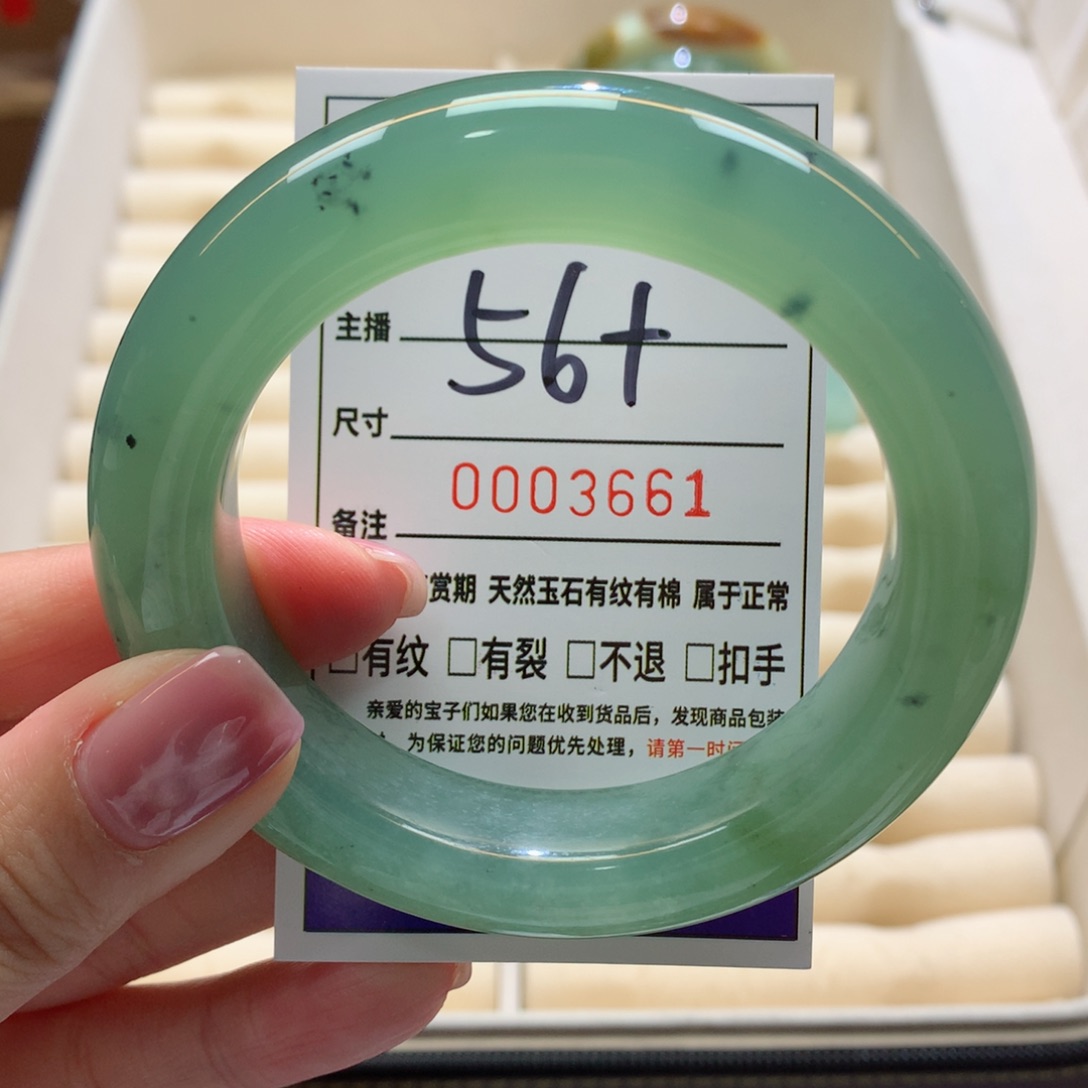 主播 56+
尺寸
0003661
备注
赏期 天然玉石有纹有棉 属于正常
□有纹 □有裂 □不退 □扣手
亲爱的宝子们如果您在收到货品后，发现商品包装
为保证您的问题优先处理，请第一时